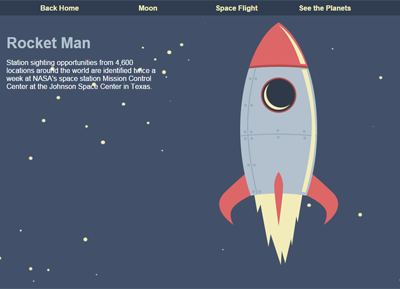 Back Home Moon Space Flight See the Planets
Rocket Man
Station sighting opportunities from 4,600
locations around the world are identified twice a
week at NASA's space station Mission Control
Center at the Johnson Space Center in Texas.